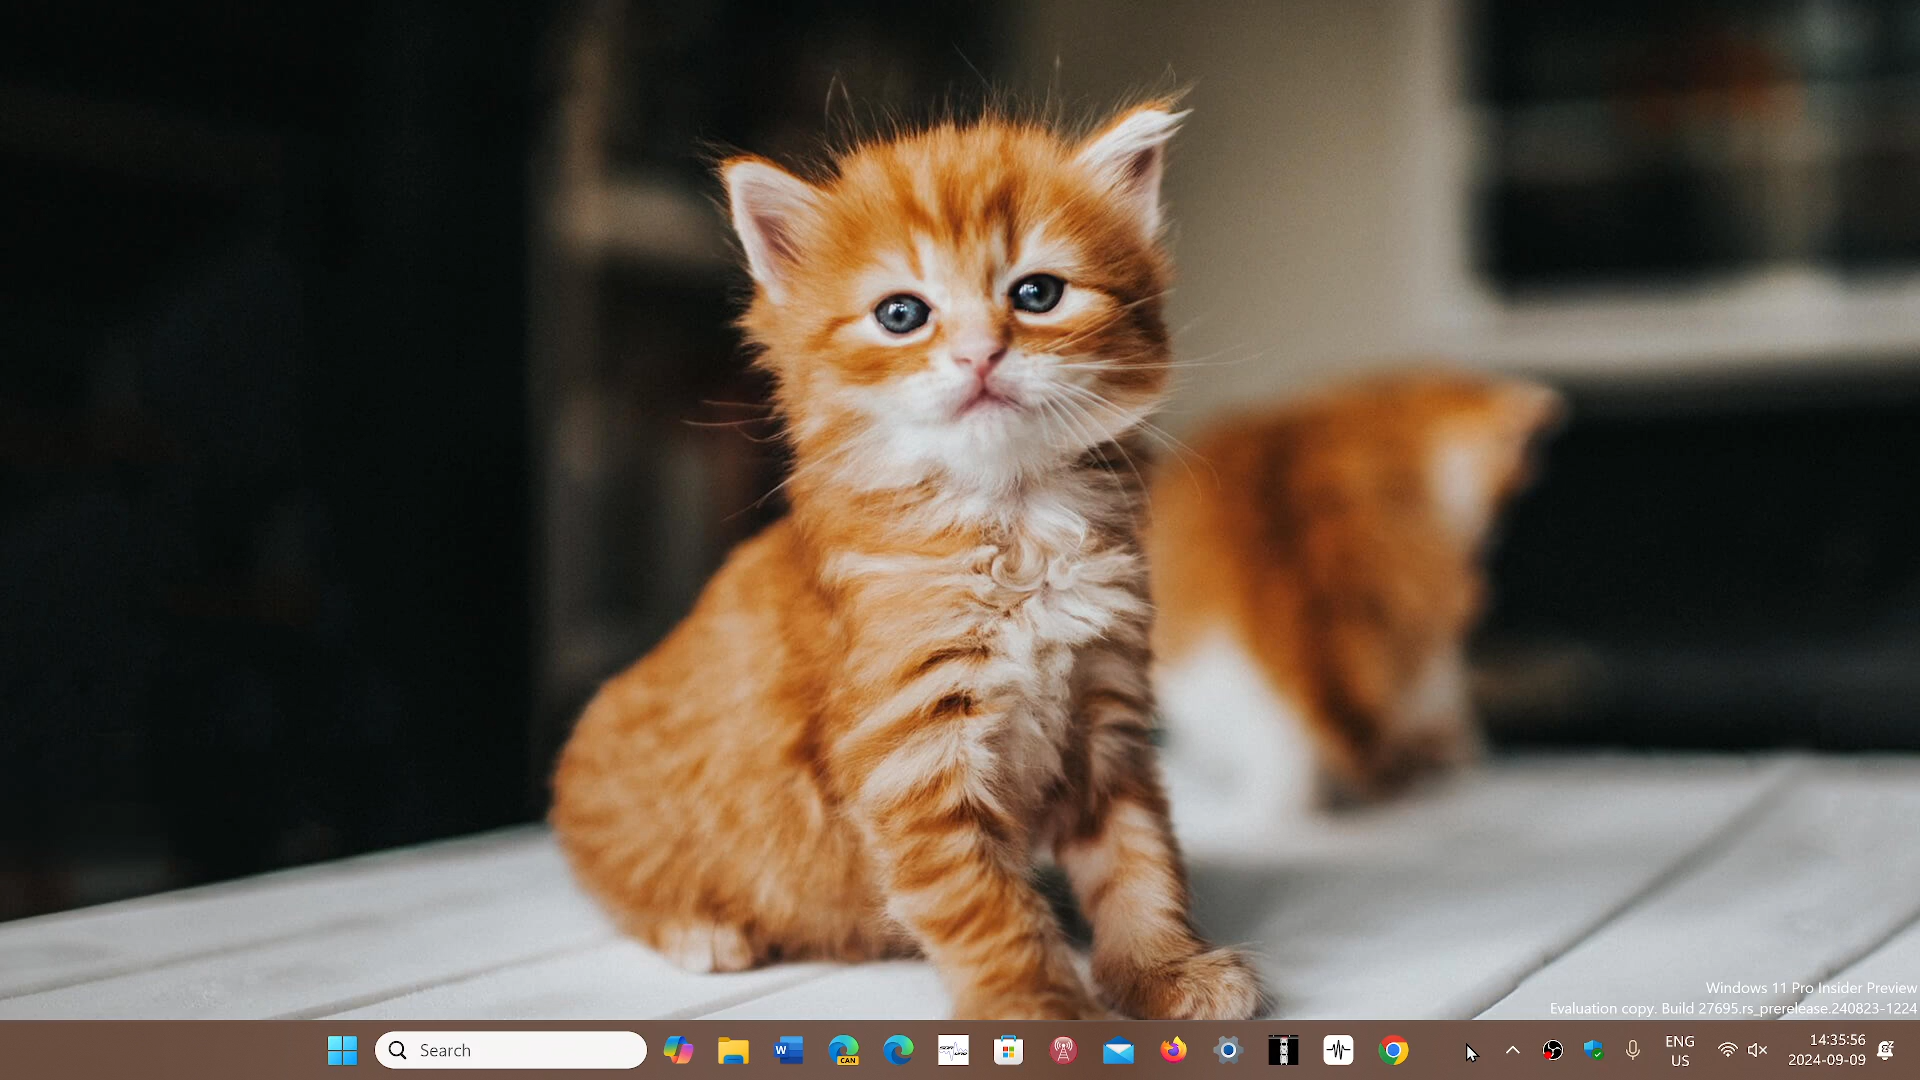 Windows 11 Pro Insider Preview
Evaluation copy. Build 27695.rs_prerelease.240823-1224
Search
W
CAN
ENG
US
14:35:56
2024-09-09